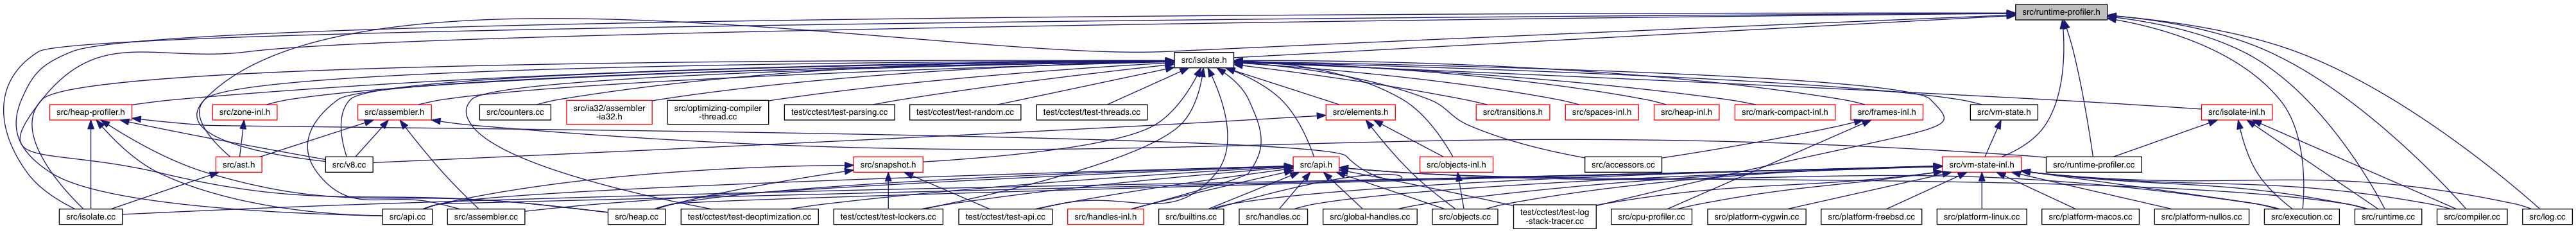 src/runtime-profiler.h
src/isolate.h
src/heap-profiler.h
src/zone-inl.h
src/assembler.h
src/counters.cc
src/ia32/assembler
-ia32.h
src/optimizing-compiler
-thread.cc
test/cctest/test-parsing.cc
test/cctest/test-random.cc
test/cctest/test-threads.cc
src/elements.h
src/transitions.h
src/spaces-inl.h
src/heap-inl.h
src/mark-compact-inl.h
src/frames-inl.h
src/vm-state.h
src/isolate-inl.h
src/ast.h
src/v8.cc
src/snapshot.h
src/api.h
src/objects-inl.h
src/accessors.cc
src/vm-state-inl.h
src/runtime-profiler.cc
src/isolate.cc
src/api.cc
src/assembler.cc
src/heap.cc
test/cctest/test-deoptimization.cc
test/cctest/test-lockers.cc
test/cctest/test-api.cc
src/handles-inl.h
src/builtins.cc
src/handles.cc
src/global-handles.cc
src/objects.cc
test/cctest/test-log
-stack-tracer.cc
src/cpu-profiler.cc
src/platform-cygwin.cc
src/platform-freebsd.cc
src/platform-linux.cc
src/platform-macos.cc
src/platform-nullos.cc
src/execution.cc
src/runtime.cc
src/compiler.cc
src/log.cc